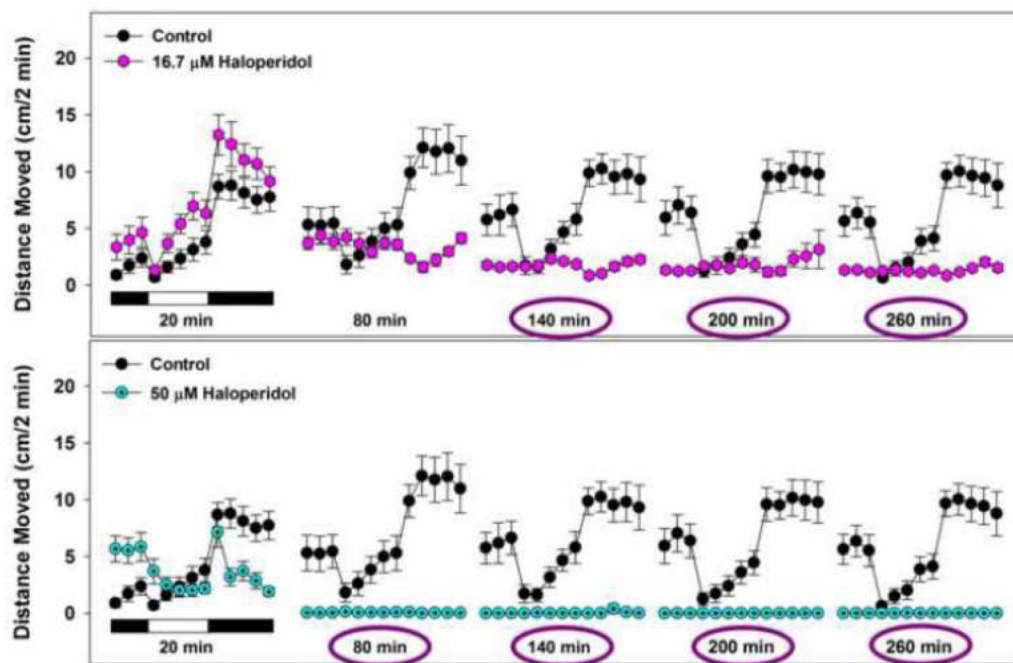 Distance Moved (cm/2 min)
20
15
10
5
0
Control
16.7 μM Haloperidol
20 min
80 min
140 min
200 min
260 min
Distance Moved (cm/2 min)
20
15
10
5
0
Control
50 μM Haloperidol
20 min
80 min
140 min
200 min
260 min